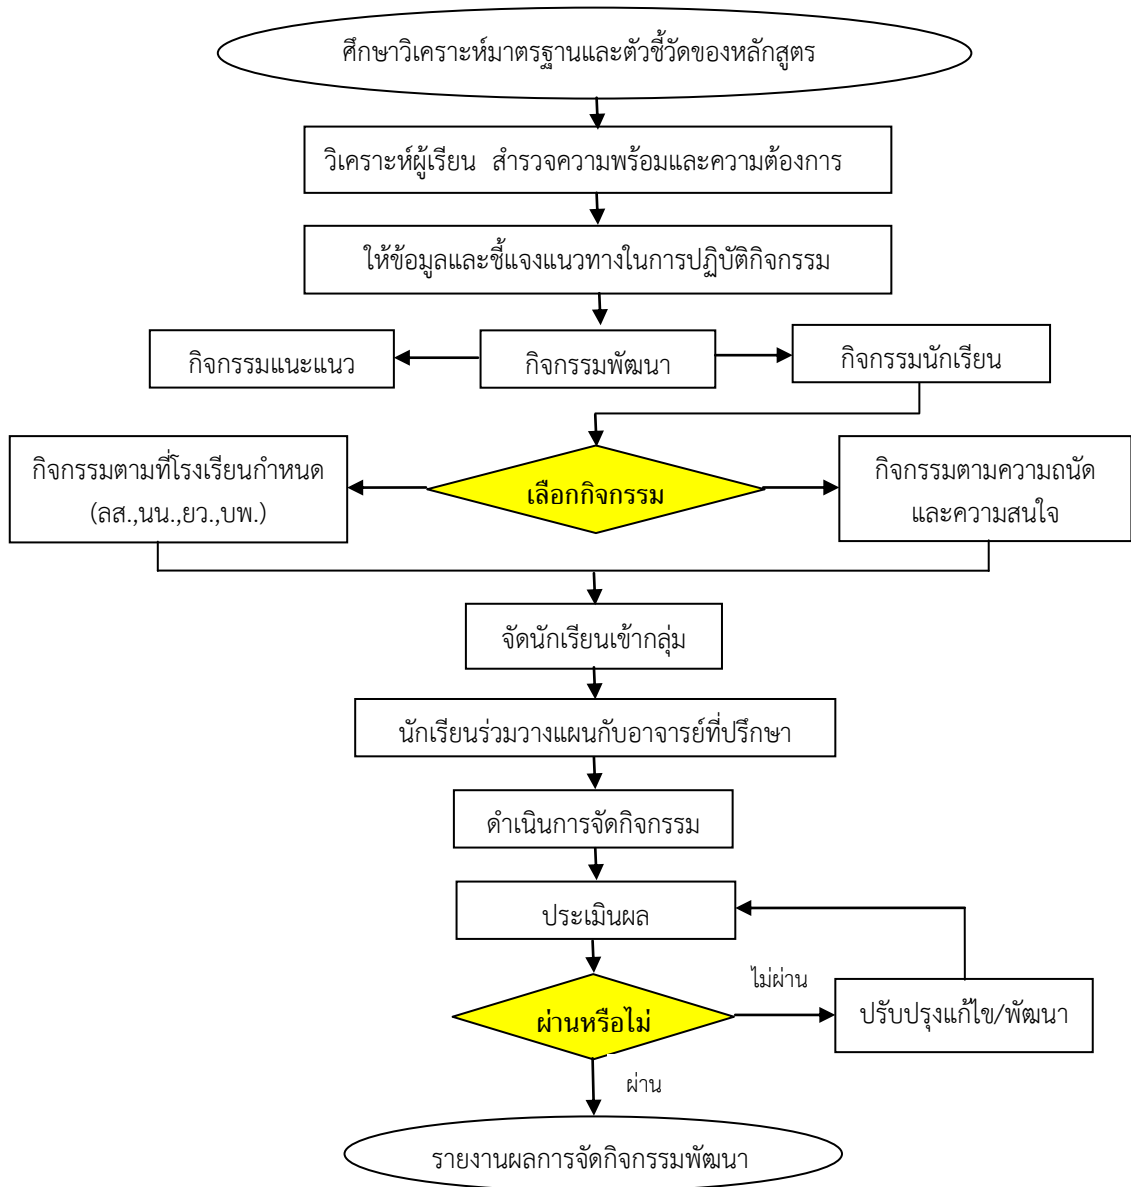 ศึกษาวิเคราะห์มาตรฐานและตัวชี้วัดของหลักสูตร
วิเคราะห์ผู้เรียน สำรวจความพร้อมและความต้องการ
ให้ข้อมูลและชี้แจงแนวทางในการปฏิบัติกิจกรรม
กิจกรรมแนะแนว
กิจกรรมพัฒนา
กิจกรรมนักเรียน
กิจกรรมตามที่โรงเรียนกำหนด
(ลส.,นน.,ยว.,บพ.)
เลือกกิจกรรม
กิจกรรมตามความถนัด
และความสนใจ
จัดนักเรียนเข้ากลุ่ม
นักเรียนร่วมวางแผนกับอาจารย์ที่ปรึกษา
ดำเนินการจัดกิจกรรม
ประเมินผล
ไม่ผ่าน
ผ่านหรือไม่
ปรับปรุงแก้ไข/พัฒนา
ผ่าน
รายงานผลการจัดกิจกรรมพัฒนา